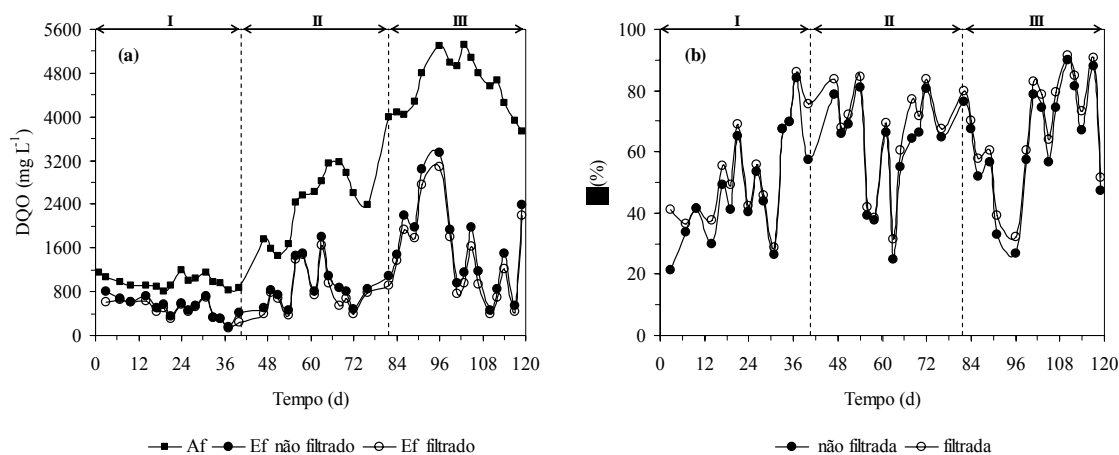 I II III
(a)
5600
4800
4000
3200
2400
1600
800
0
DQO (mg L-1)
0 12 24 36 48 60 72 84 96 108 120
Tempo (d)
Af Ef não filtrado Ef filtrado
I II III
(b)
100
80
60
40
20
0
(%)
0 12 24 36 48 60 72 84 96 108 120
Tempo (d)
não filtrada filtrada